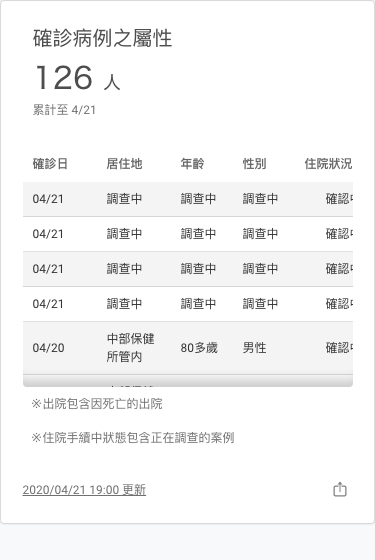 確診病例之屬性
126 人
累計至 4/21
確診日 居住地 年齡 性別 住院狀況
04/21 調查中 調查中 調查中 確認
04/21 調查中 調查中 調查中 確認
04/21 調查中 調查中 調查中 確認
04/21 調查中 調查中 調查中 確認
04/20 中部保健所管内 80多歲 男性 確認
※出院包含因死亡的出院
※住院手續中狀態包含正在調查的案例
2020/04/21 19:00 更新